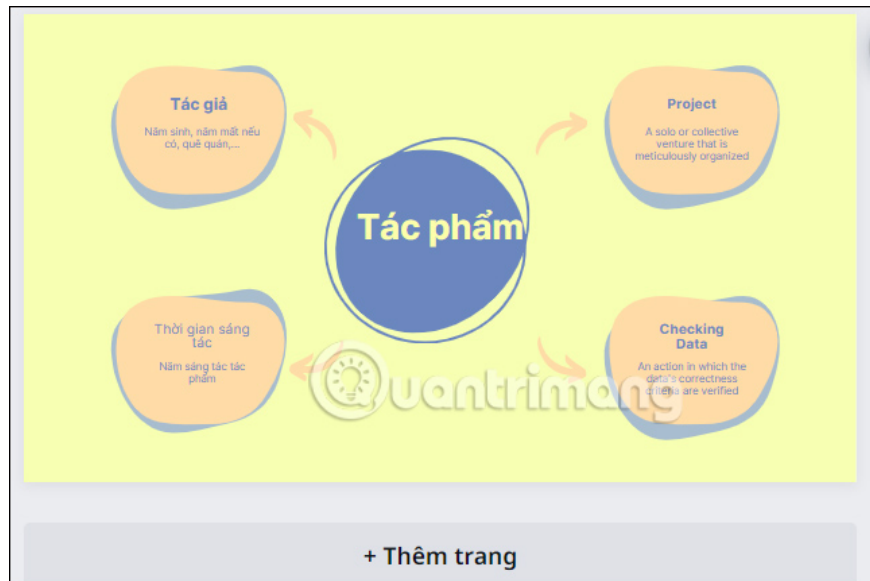 Tác giả
Năm sinh, năm mất nếu
có, quê quán,...
Project
A solo or collective
venture that is
meticulously organized
Tác phẩm
Thời gian sáng
tác
Năm sáng tác tác
phẩm
Checking
Data
An action in which the
data's correctness
criteria are verified
Quantrimang
+ Thêm trang